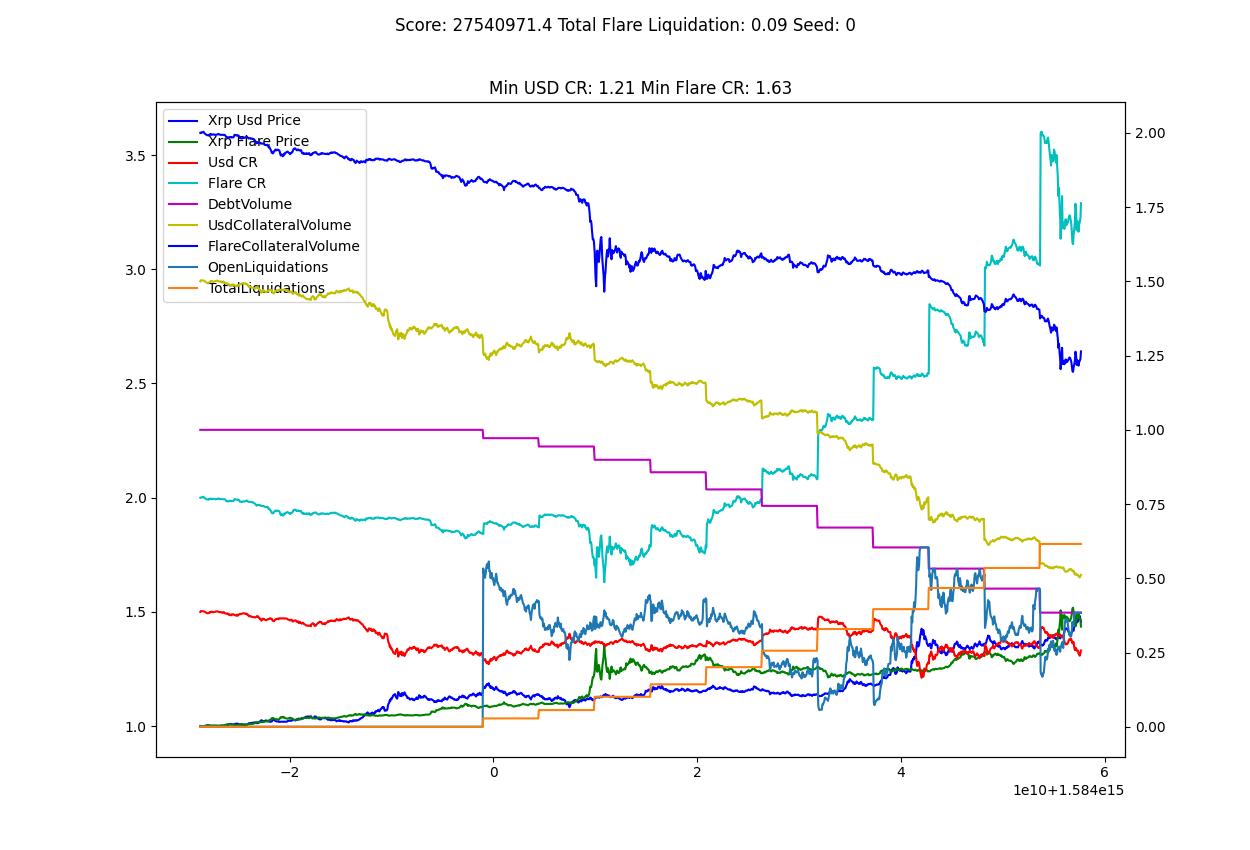 Score: 27540971.4 Total Flare Liquidation: 0.09 Seed: 0
Min USD CR: 1.21 Min Flare CR: 1.63
Xrp Usd Price
Xrp Flare Price
Usd CR
Flare CR
DebtVolume
UsdCollateralVolume
FlareCollateralVolume
OpenLiquidations
TotalLiquidations
3.5
3.0
2.5
2.0
1.5
1.0
2.00
1.75
1.50
1.25
1.00
0.75
0.50
0.25
0.00
−2
0
2
4
6
1e10+1.584e15